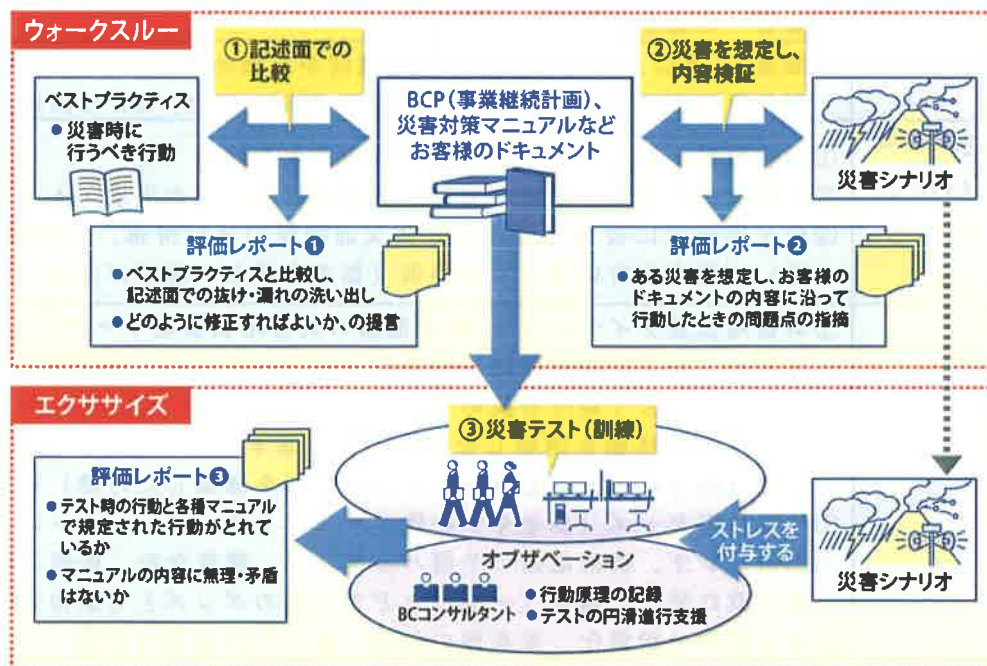 ウォークスルー
①記述面での
比較
②災害を想定し、
内容検証
ベストプラクティス
● 災害時に
行うべき行動
BCP(事業継続計画)、
災害対策マニュアルなど
お客様のドキュメント
災害シナリオ
評価レポート❶
● ベストプラクティスと比較し、
記述面での抜け・漏れの洗い出し
● どのように修正すればよいか、の提言
評価レポート❷
● ある災害を想定し、お客様の
ドキュメントの内容に沿って
行動したときの問題点の指摘
エクササイズ
③災害テスト(訓練)
評価レポート❸
● テスト時の行動と各種マニュアル
で規定された行動がとれて
いるか
● マニュアルの内容に無理・矛盾
はないか
ストレスを
付与する
オブザベーション
BCコンサルタント
● 行動原理の記録
● テストの円滑進行支援
災害シナリオ